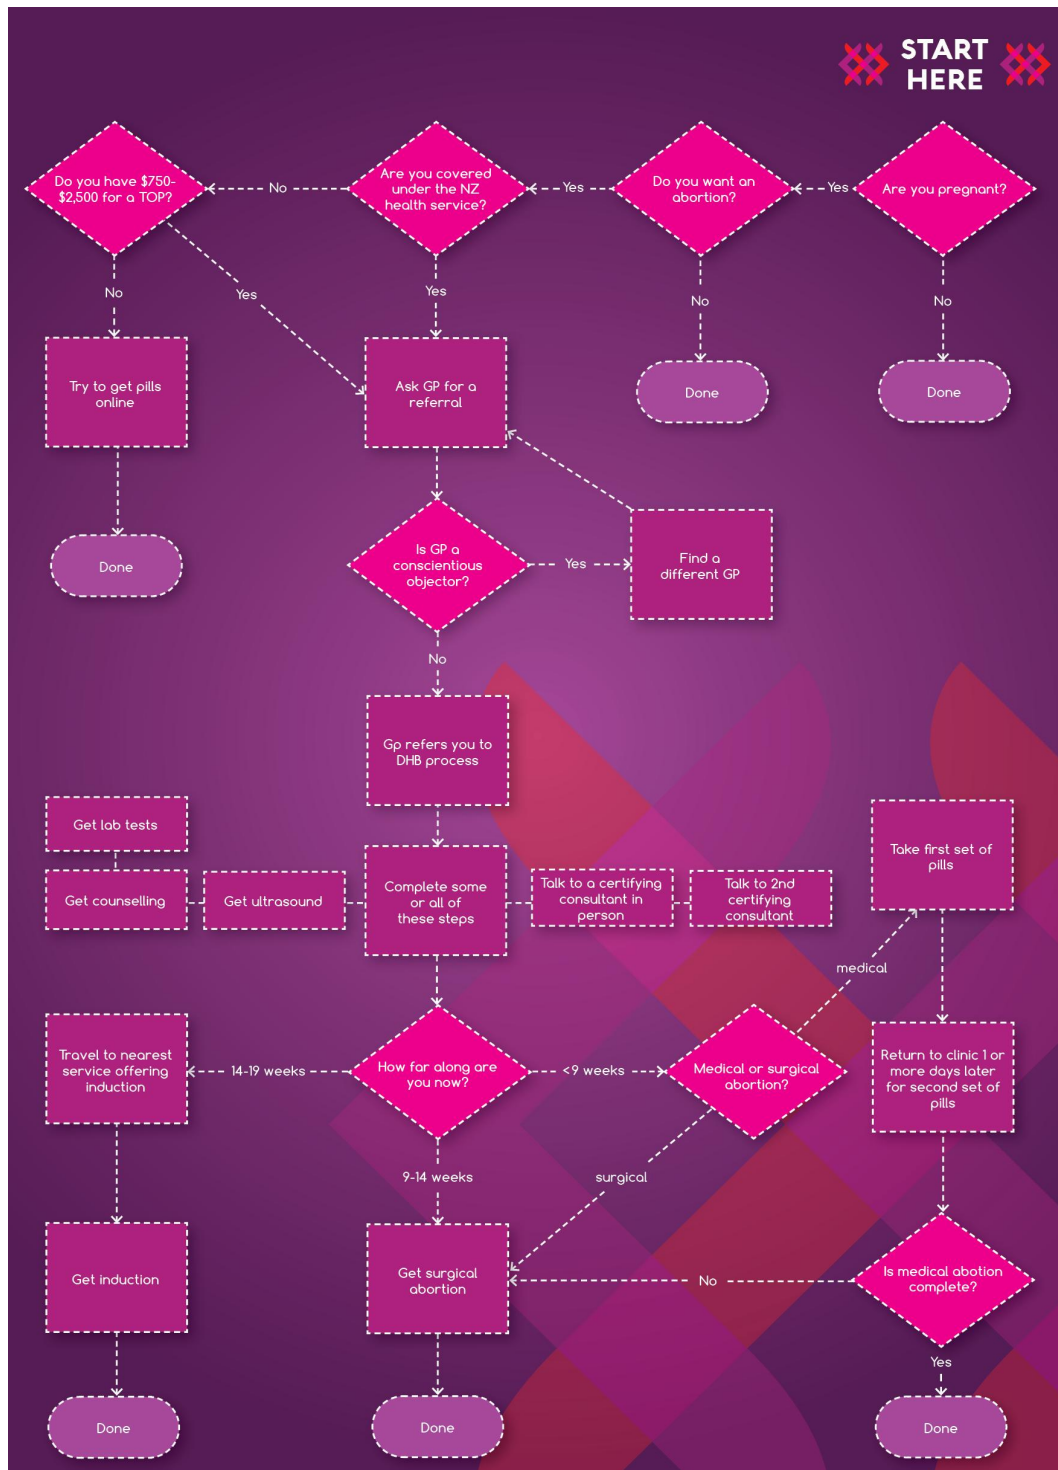 START
HERE
Do you have $750-
$2,500 for a TOP?
No
Are you covered
under the NZ
health service?
Yes
Do you want an
abortion?
Yes
Are you pregnant?
No
Yes
Yes
No
No
Try to get pills
online
Ask GP for a
referral
Done
Done
Done
Is GP a
conscientious
objector?
Yes
Find a
different GP
No
Gp refers you to
DHB process
Get lab tests
Get counselling
Get ultrasound
Complete some
or all of
these steps
Talk to a certifying
consultant in
person
Talk to 2nd
certifying
consultant
Take first set of
pills
medical
Travel to nearest
service offering
induction
14-19 weeks
How far along are
you now?
<9 weeks
Medical or surgical
abortion?
Return to clinic 1 or
more days later
for second set of
pills
9-14 weeks
surgical
Get induction
Get surgical
abortion
No
Is medical abotion
complete?
Yes
Done
Done
Done